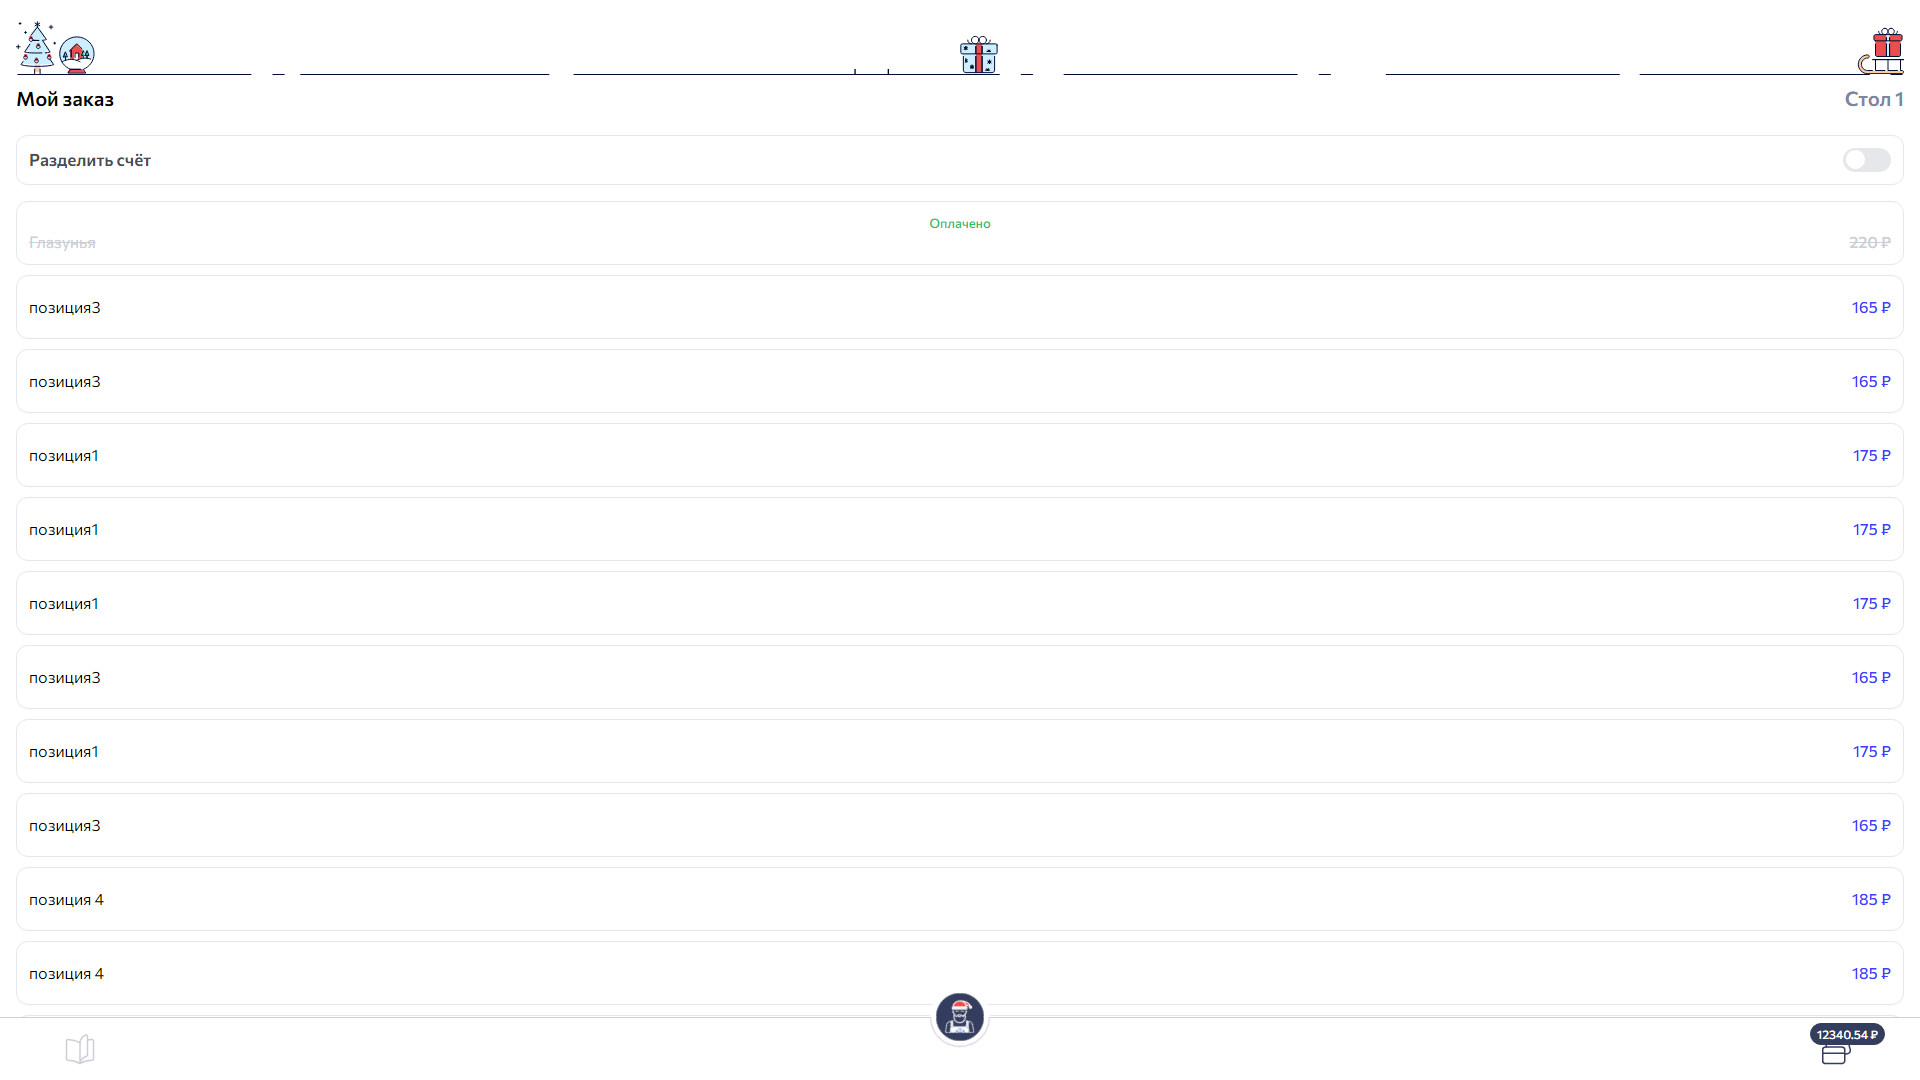 Мой заказ
Стол 1
Разделить счёт
Оплачено
Глазунья
220 ₽
позиция3
165 ₽
позиция3
165 ₽
позиция1
175 ₽
позиция1
175 ₽
позиция1
175 ₽
позиция3
165 ₽
позиция1
175 ₽
позиция3
165 ₽
позиция 4
185 ₽
позиция 4
185 ₽
12340.54 ₽